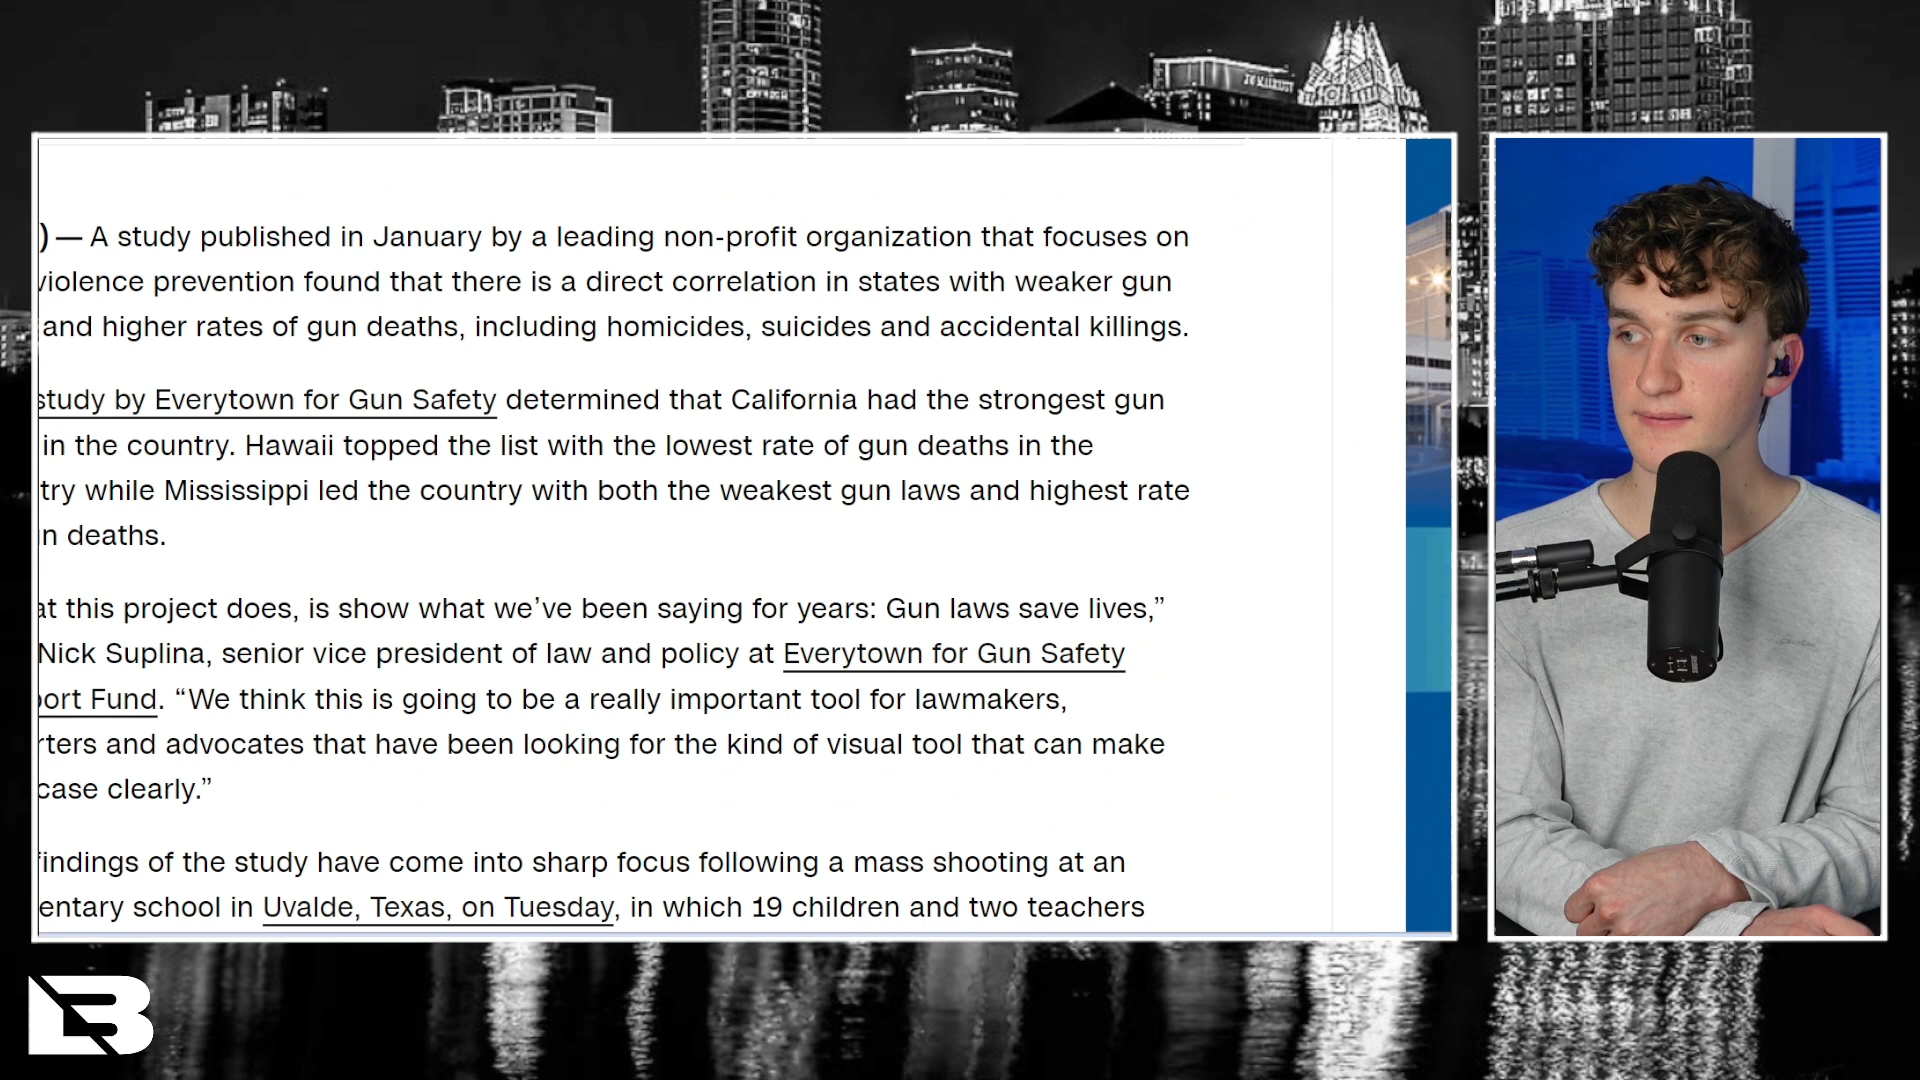 ) — A study published in January by a leading non-profit organization that focuses on
violence prevention found that there is a direct correlation in states with weaker gun
and higher rates of gun deaths, including homicides, suicides and accidental killings.
study by Everytown for Gun Safety determined that California had the strongest gun
in the country. Hawaii topped the list with the lowest rate of gun deaths in the
try while Mississippi led the country with both the weakest gun laws and highest rate
n deaths.
at this project does, is show what we’ve been saying for years: Gun laws save lives,”
Nick Suplina, senior vice president of law and policy at Everytown for Gun Safety
ort Fund. “We think this is going to be a really important tool for lawmakers,
rters and advocates that have been looking for the kind of visual tool that can make
case clearly.”
findings of the study have come into sharp focus following a mass shooting at an
entary school in Uvalde, Texas, on Tuesday, in which 19 children and two teachers